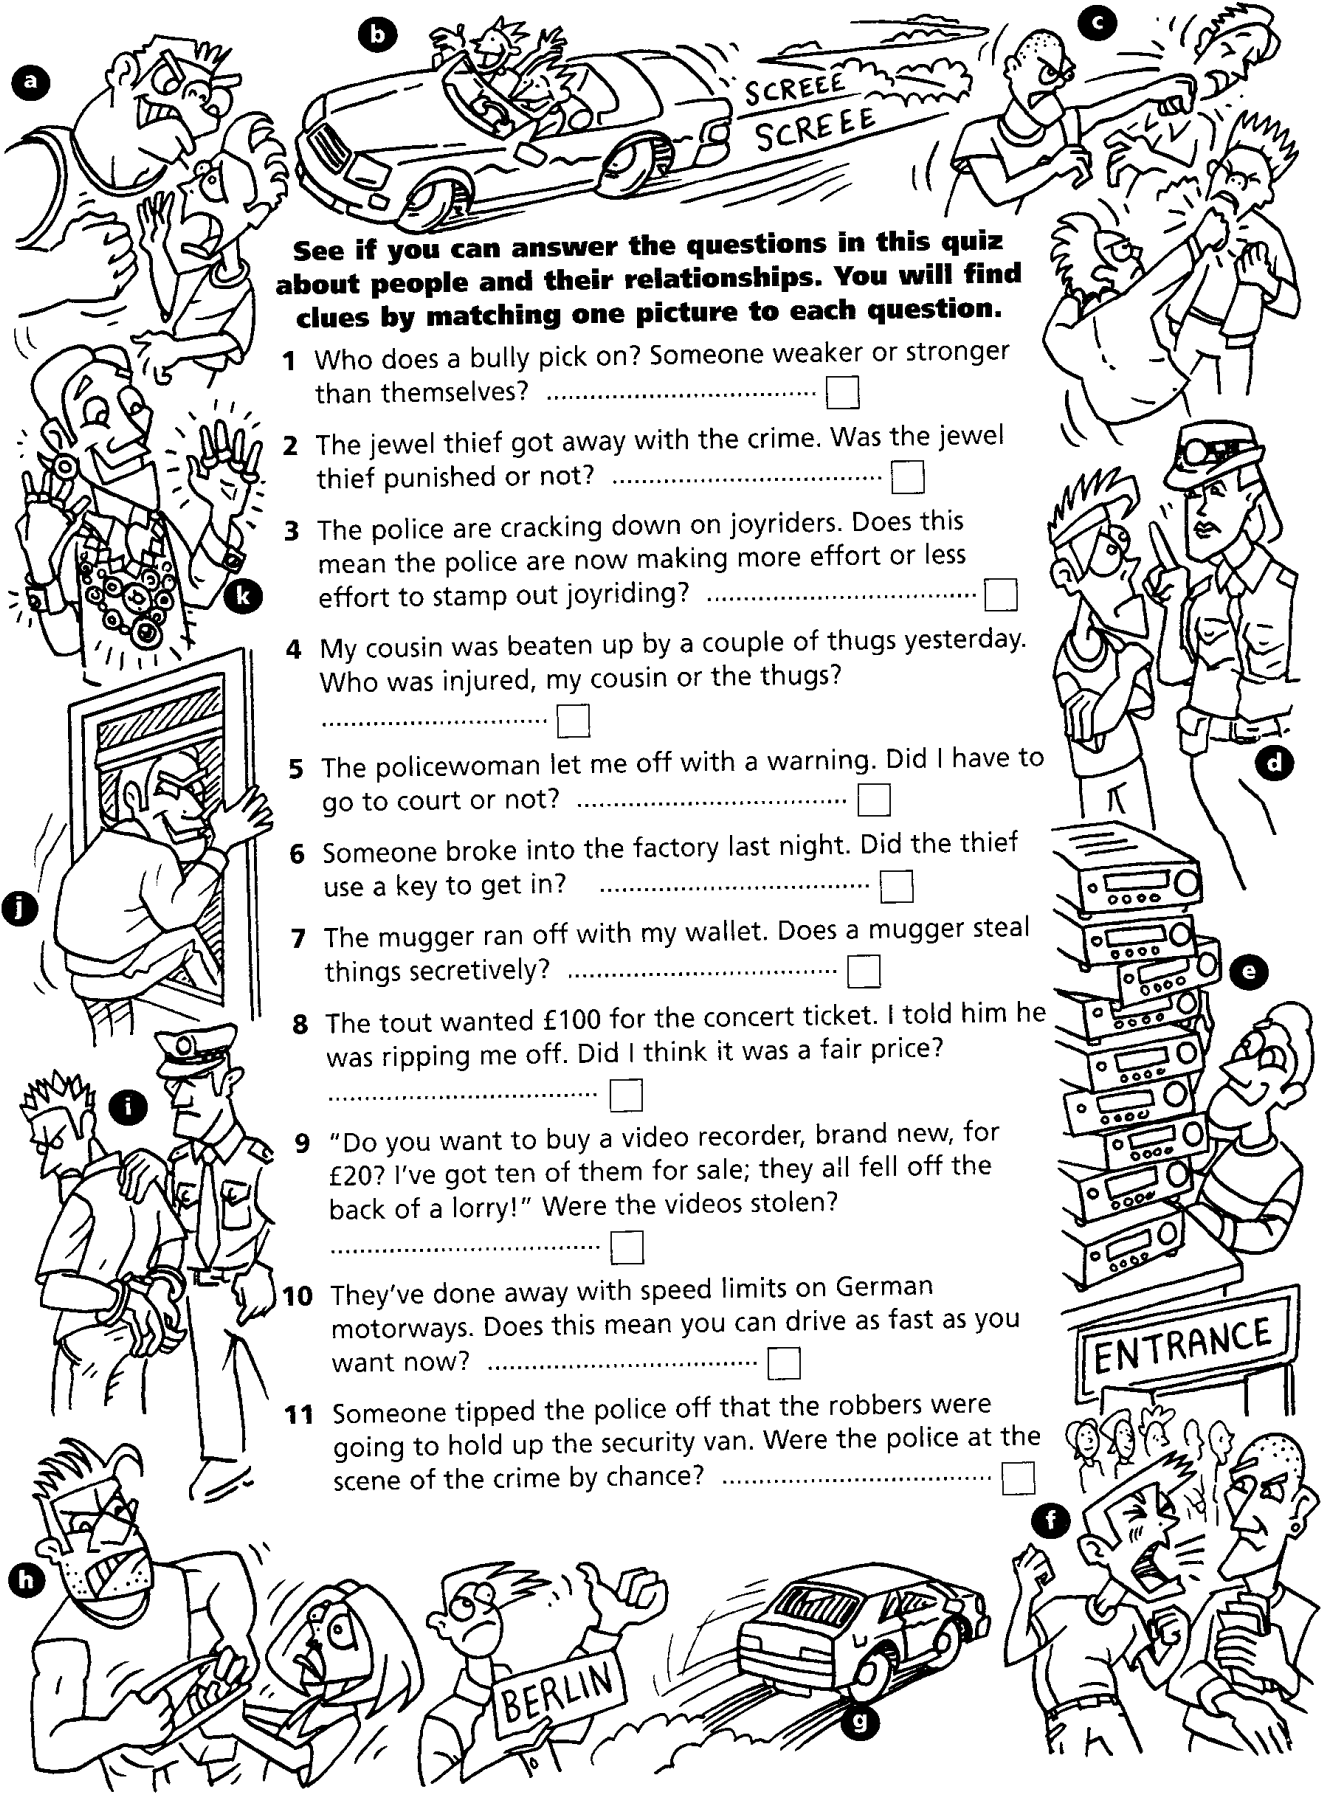 a
b
c
SCREEE
SCREEE
See if you can answer the questions in this quiz
about people and their relationships. You will find
clues by matching one picture to each question.
1 Who does a bully pick on? Someone weaker or stronger
than themselves? ....................................
2 The jewel thief got away with the crime. Was the jewel
thief punished or not? ....................................
3 The police are cracking down on joyriders. Does this
mean the police are now making more effort or less
effort to stamp out joyriding? ....................................
k
4 My cousin was beaten up by a couple of thugs yesterday.
Who was injured, my cousin or the thugs?
..............................
d
5 The policewoman let me off with a warning. Did I have to
go to court or not? ....................................
6 Someone broke into the factory last night. Did the thief
use a key to get in? ....................................
j
7 The mugger ran off with my wallet. Does a mugger steal
things secretively? ....................................
e
8 The tout wanted £100 for the concert ticket. I told him he
was ripping me off. Did I think it was a fair price?
....................................
i
9 "Do you want to buy a video recorder, brand new, for
£20? I've got ten of them for sale; they all fell off the
back of a lorry!" Were the videos stolen?
....................................
10 They've done away with speed limits on German
motorways. Does this mean you can drive as fast as you
want now? ....................................
ENTRANCE
11 Someone tipped the police off that the robbers were
going to hold up the security van. Were the police at the
scene of the crime by chance? ....................................
f
h
BERLIN
g